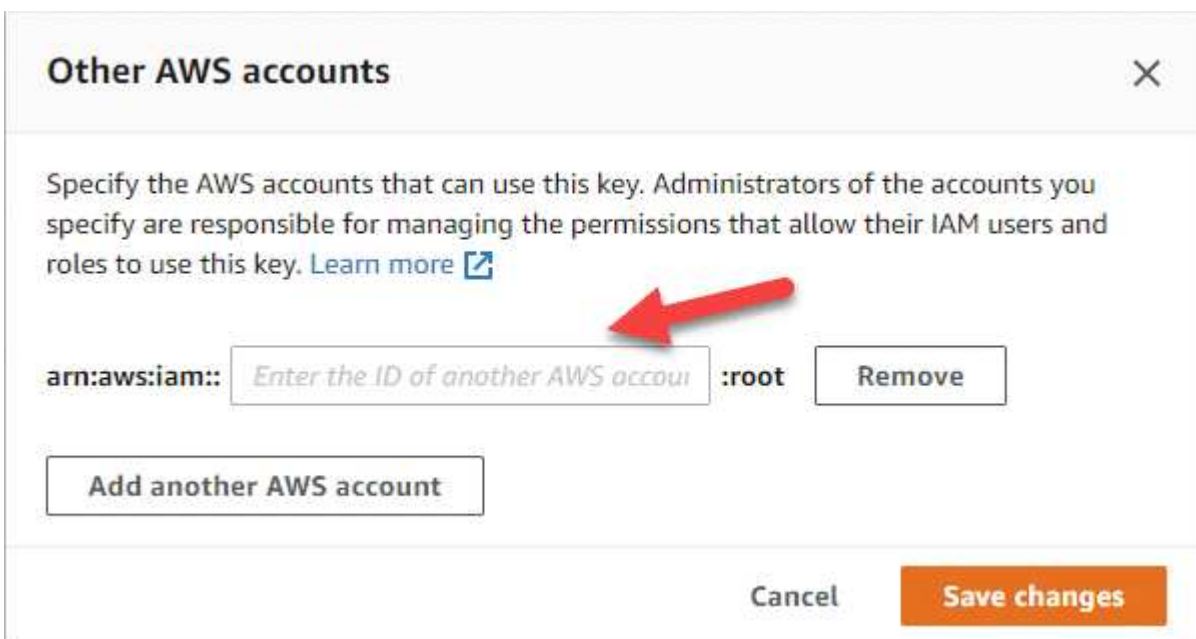 Other AWS accounts
Specify the AWS accounts that can use this key. Administrators of the accounts you
specify are responsible for managing the permissions that allow their IAM users and
roles to use this key. Learn more
arn:aws:iam:: Enter the ID of another AWS accou :root Remove
Add another AWS account
Cancel Save changes